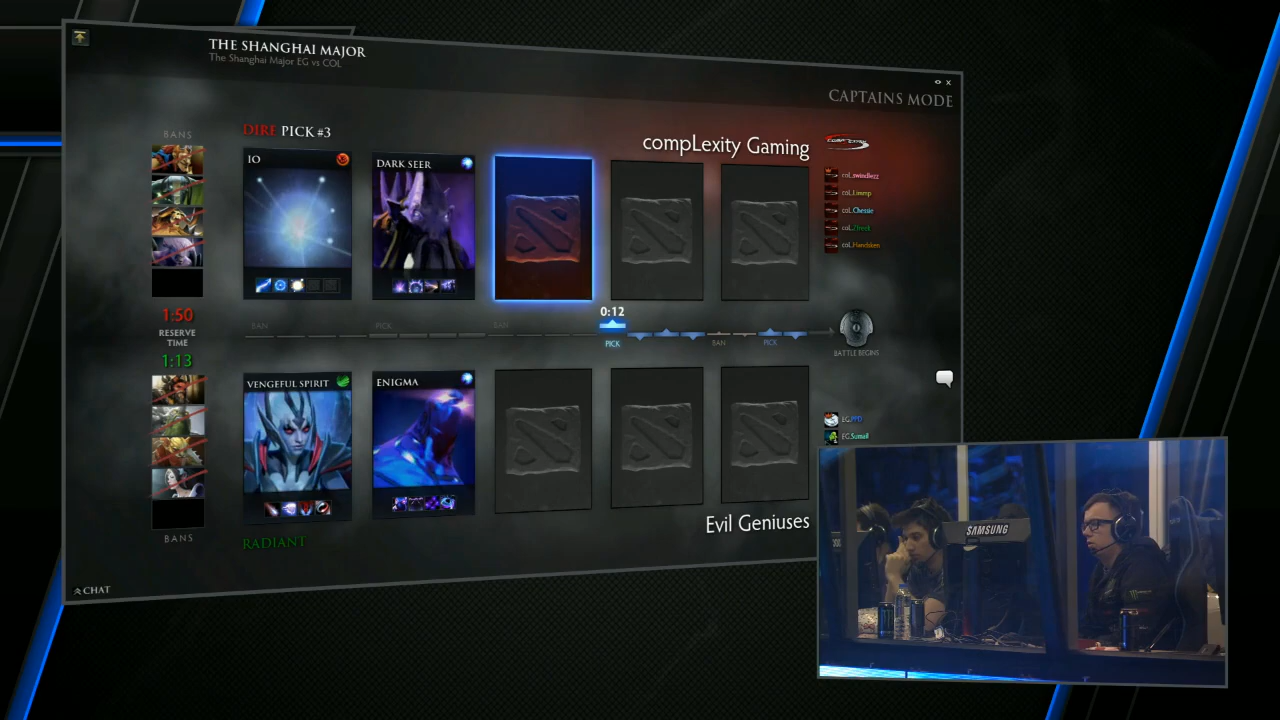 THE SHANGHAI MAJOR
The Shanghai Major EG vs COL
CAPTAINS MODE
BANS
DIRE PICK #3
compLexity Gaming
IO
DARK SEER
coL.swindlezz
coL.Limmp
coL.Chessie
coL.Zfreek
coL.Handsken
1:50
RESERVE TIME
1:13
0:12
BAN
PICK
BAN
PICK
BAN
PICK
BATTLE BEGINS
VENGEFUL SPIRIT
ENIGMA
EG.PPD
EG.Sumail
BANS
RADIANT
Evil Geniuses
CHAT
SAMSUNG